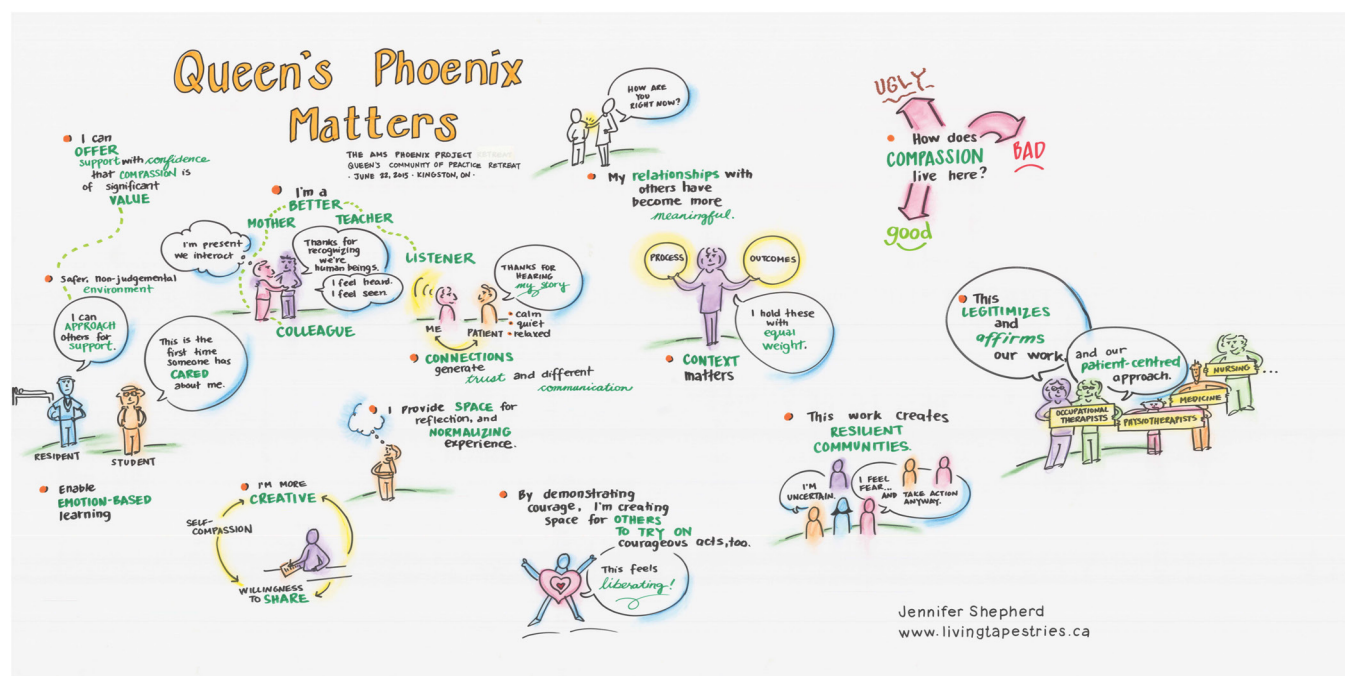 Queen's Phoenix
Matters
THE AMS PHOENIX PROJECT RETREAT
QUEEN'S COMMUNITY OF PRACTICE RETREAT
· JUNE 22, 2015 · KINGSTON, ON ·
I can
OFFER
support with confidence
that COMPASSION is
of significant
VALUE
Safer, non-judgemental
environment
I can
APPROACH
others for
support.
This is the
first time
someone has
CARED
about me.
RESIDENT
STUDENT
Enable
EMOTION-BASED
learning
I'm a
BETTER
MOTHER
TEACHER
LISTENER
COLLEAGUE
I'm present
we interact
Thanks for
recognizing
we're
human beings.
I feel heard.
I feel seen.
THANKS FOR
HEARING
my story
ME
PATIENT
• calm
• quiet
• relaxed
CONNECTIONS
generate
trust and different
communication
I Provide SPACE for
reflection, and
NORMALIZING
experience.
I'M MORE
CREATIVE
SELF-
COMPASSION
WILLINGNESS
TO SHARE
HOW ARE
YOU
RIGHT NOW?
My relationships with
others have
become more
meaningful.
PROCESS
OUTCOMES
I hold these
with
equal
weight.
CONTEXT
matters
By demonstrating
courage, I'm creating
space for OTHERS
TO TRY ON
courageous acts, too.
This feels
liberating!
UGLY
How does
COMPASSION
live here?
BAD
good
This
LEGITIMIZES
and
affirms
our work,
and our
patient-centred
approach.
OCCUPATIONAL
THERAPISTS
PHYSIOTHERAPISTS
MEDICINE
NURSING
...
This work creates
RESILIENT
COMMUNITIES.
I'M
UNCERTAIN.
I FEEL
FEAR...
AND TAKE ACTION
ANYWAY.
Jennifer Shepherd
www.livingtapestries.ca